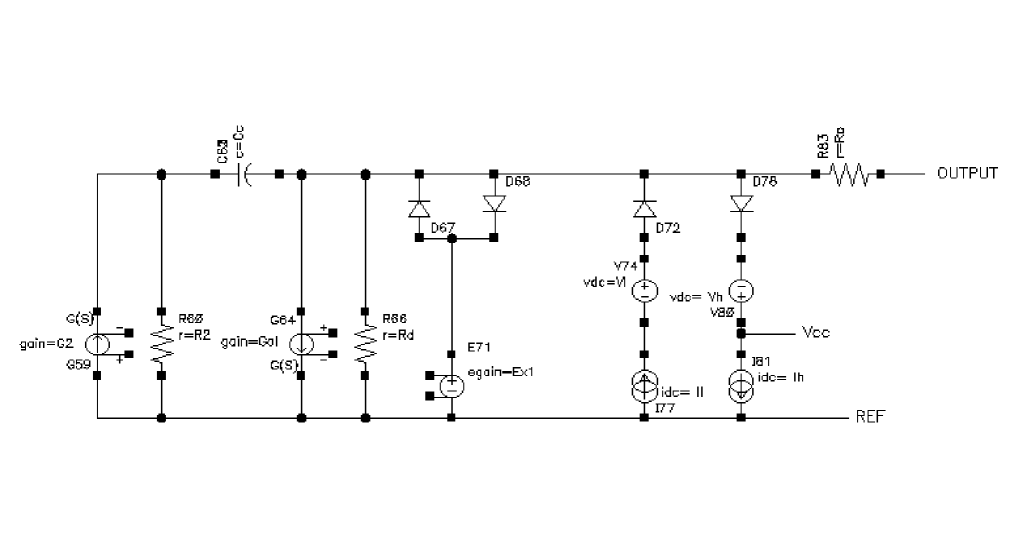 C62
c=Cc
R83
r=Ro
OUTPUT
D68
D78
D67
D72
V74
vdc=Vl
vdc= Vh
V80
G(S)
gain=G2
G59
R60
r=R2
G64
gain=Gol
G(S)
R66
r=Rd
E71
egain=Ex1
Vcc
I81
idc= Ih
idc= Il
I77
REF